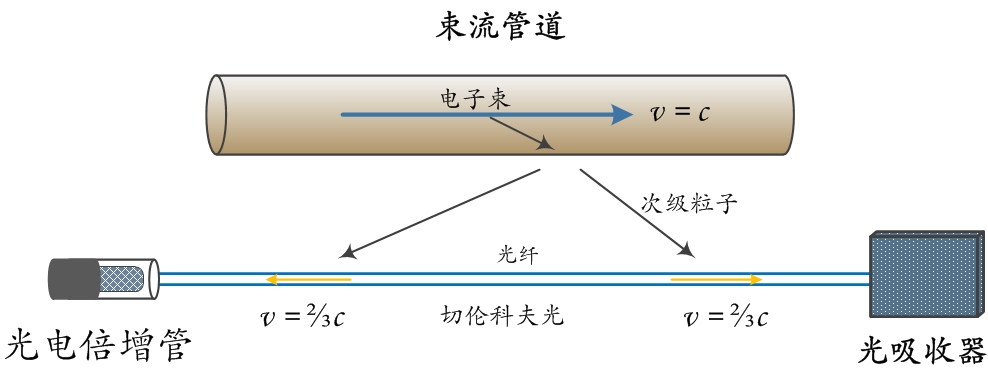 束流管道
电子束
v = c
次级粒子
光纤
v = ⅔c
切伦科夫光
v = ⅔c
光电倍增管
光吸收器